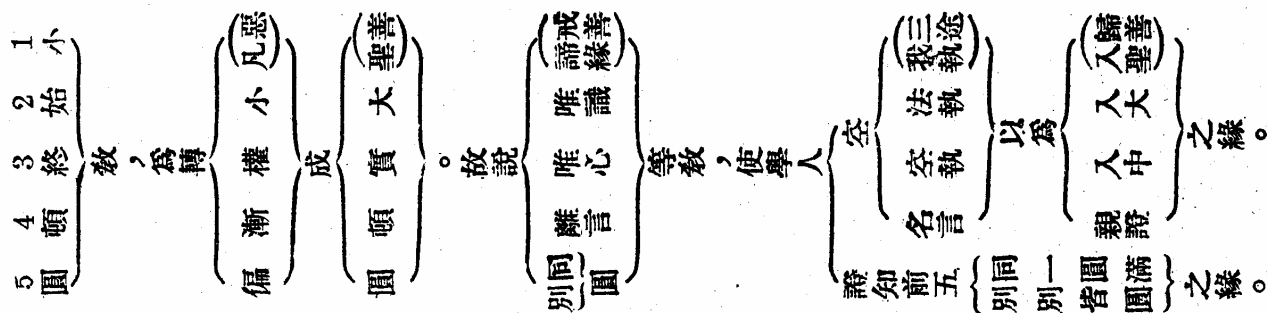 1 小
2 始
3 終
4 頓
5 圓
教，為轉
(凡惡)
小
權
漸
偏
成
(聖善)
大
實
頓
圓
。故說
(諦緣戒善)
唯識
唯心
離言
別同圓
等教，使學人
空
(我執三途)
法執
空執
名言
以為
(入聖歸善)
入大
入中
親證
之緣。
證知前五
別同
別一
皆圓
圓滿
之緣。